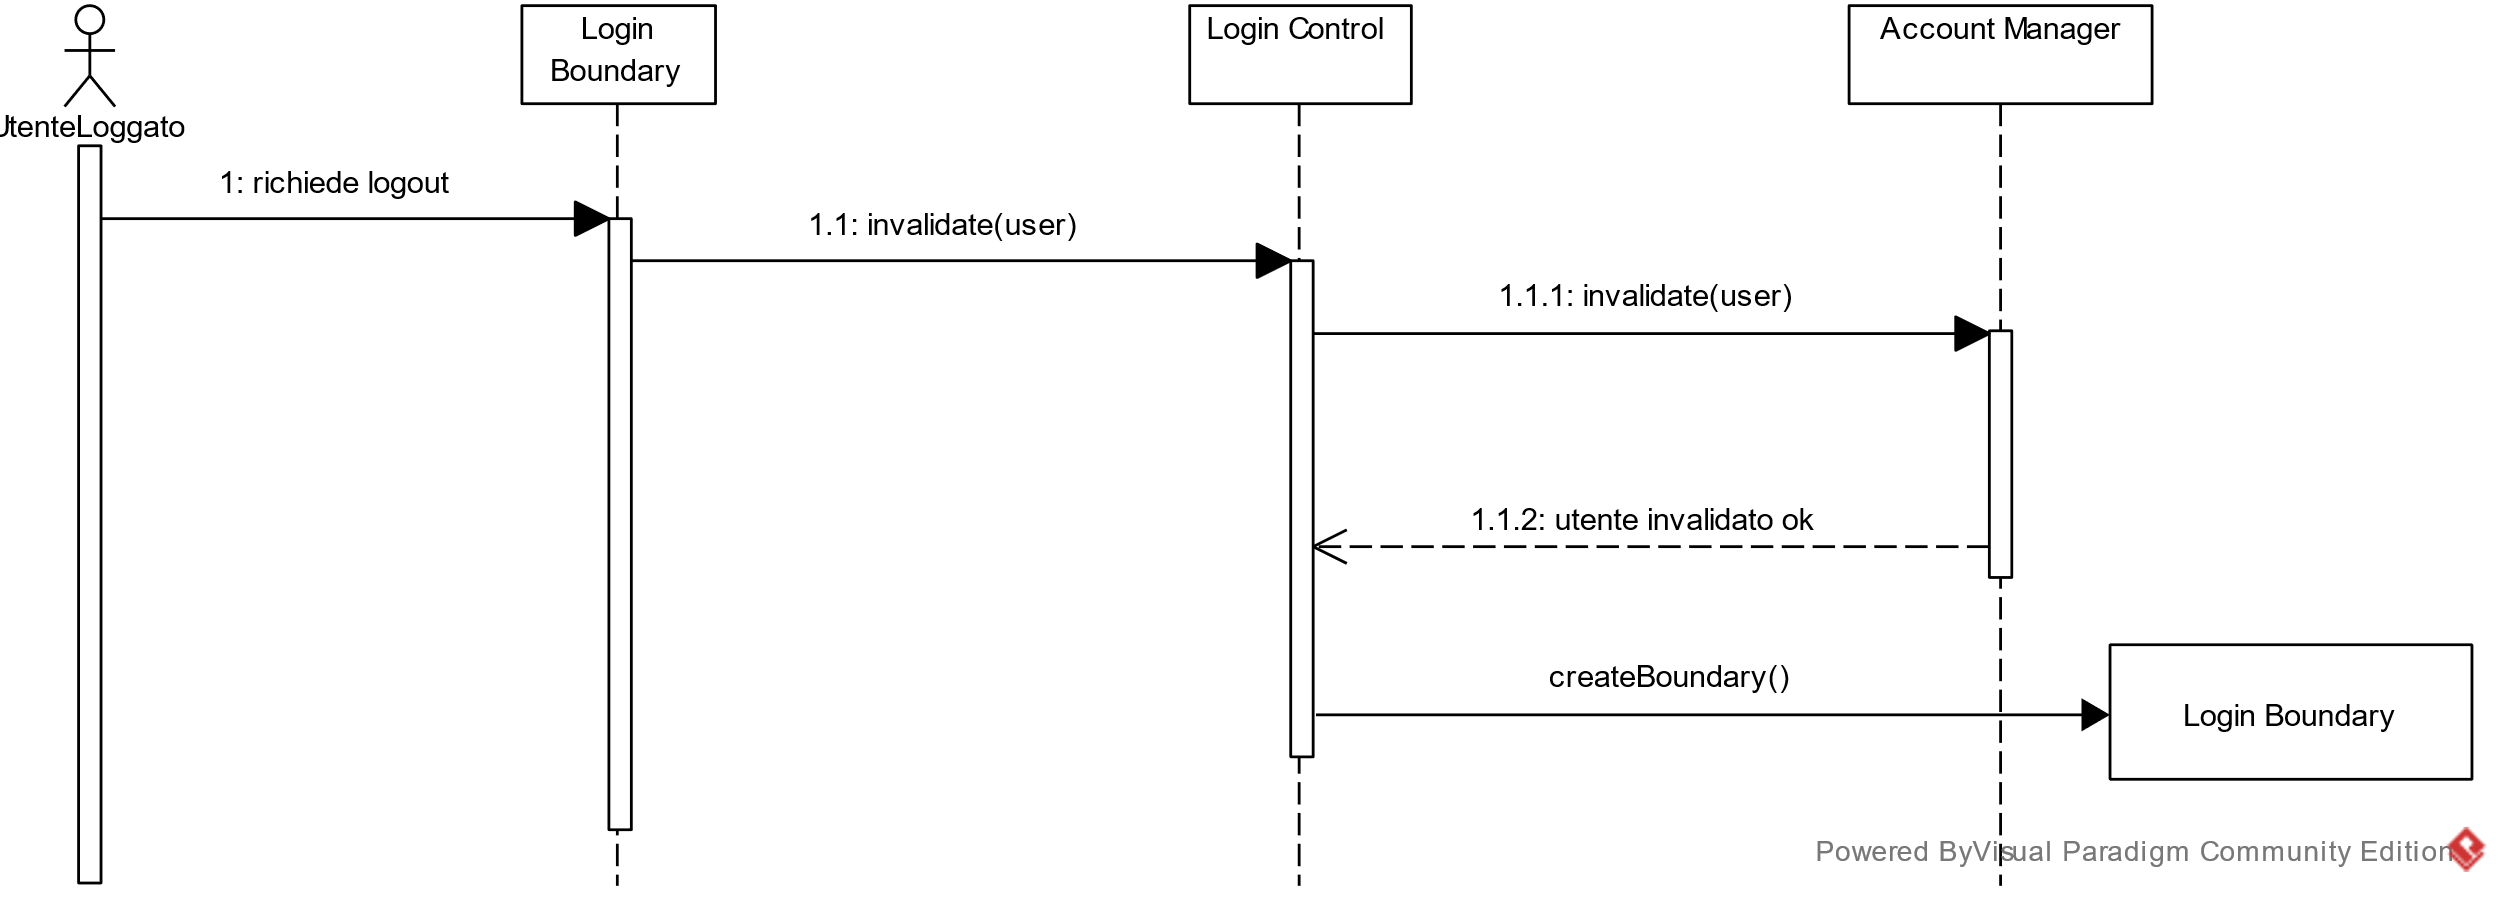 Login
Boundary
Login Control
Account Manager
UtenteLoggato
1: richiede logout
1.1: invalidate(user)
1.1.1: invalidate(user)
1.1.2: utente invalidato ok
createBoundary()
Login Boundary
Powered ByVisual Paradigm Community Edition